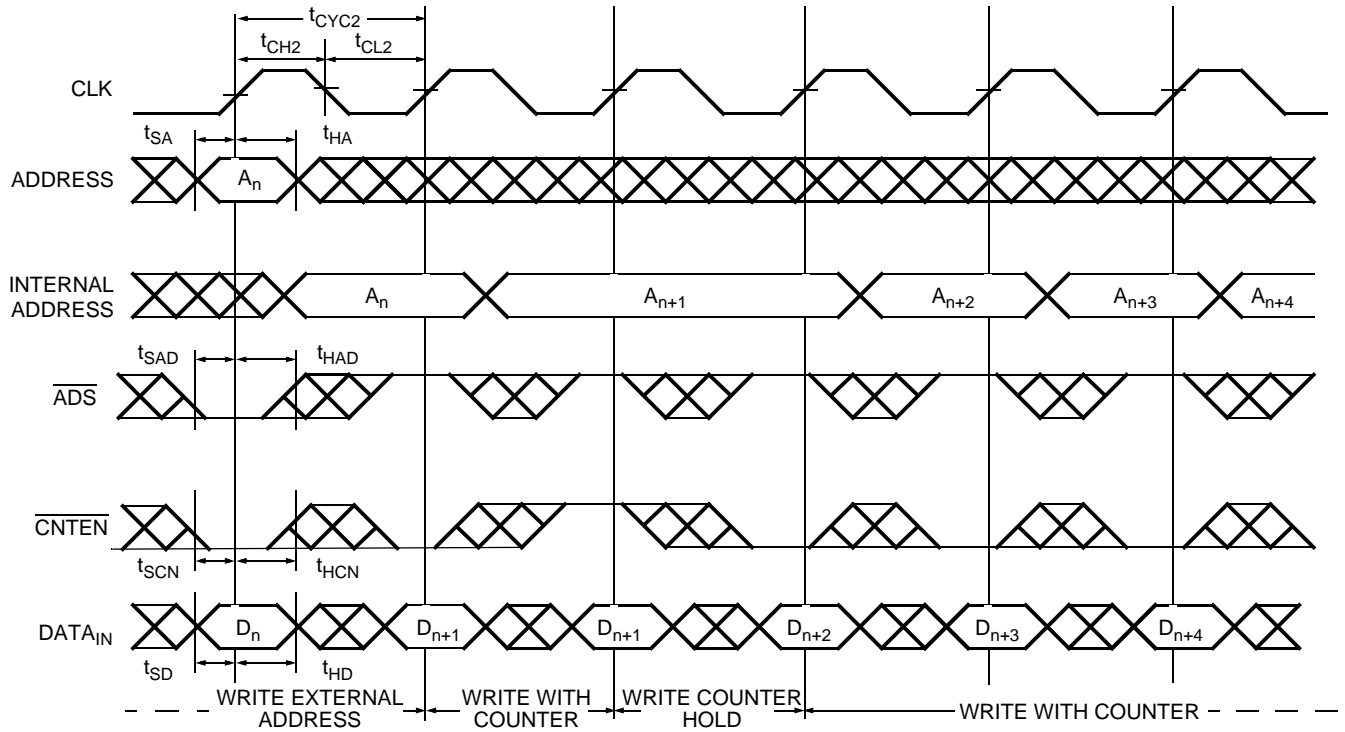 tCYC2
tCH2 tCL2
CLK
tSA tHA
ADDRESS An
INTERNAL
ADDRESS
An An+1 An+2 An+3 An+4
tSAD tHAD
ADS
CNTEN
tSCN tHCN
DATAIN Dn Dn+1 Dn+1 Dn+2 Dn+3 Dn+4
tSD tHD
WRITE EXTERNAL
ADDRESS
WRITE WITH
COUNTER
WRITE COUNTER
HOLD
WRITE WITH COUNTER